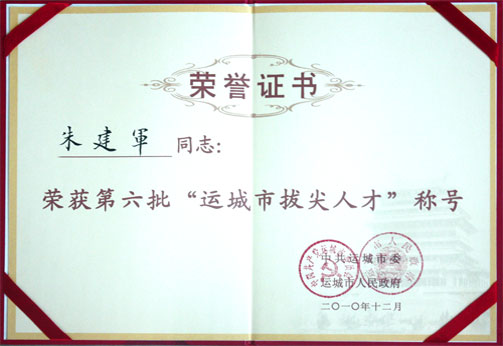 荣誉证书
朱建軍 同志:
荣获第六批“运城市拔尖人才”称号
中共运城市委
运城市人民政府
二〇一〇年十二月